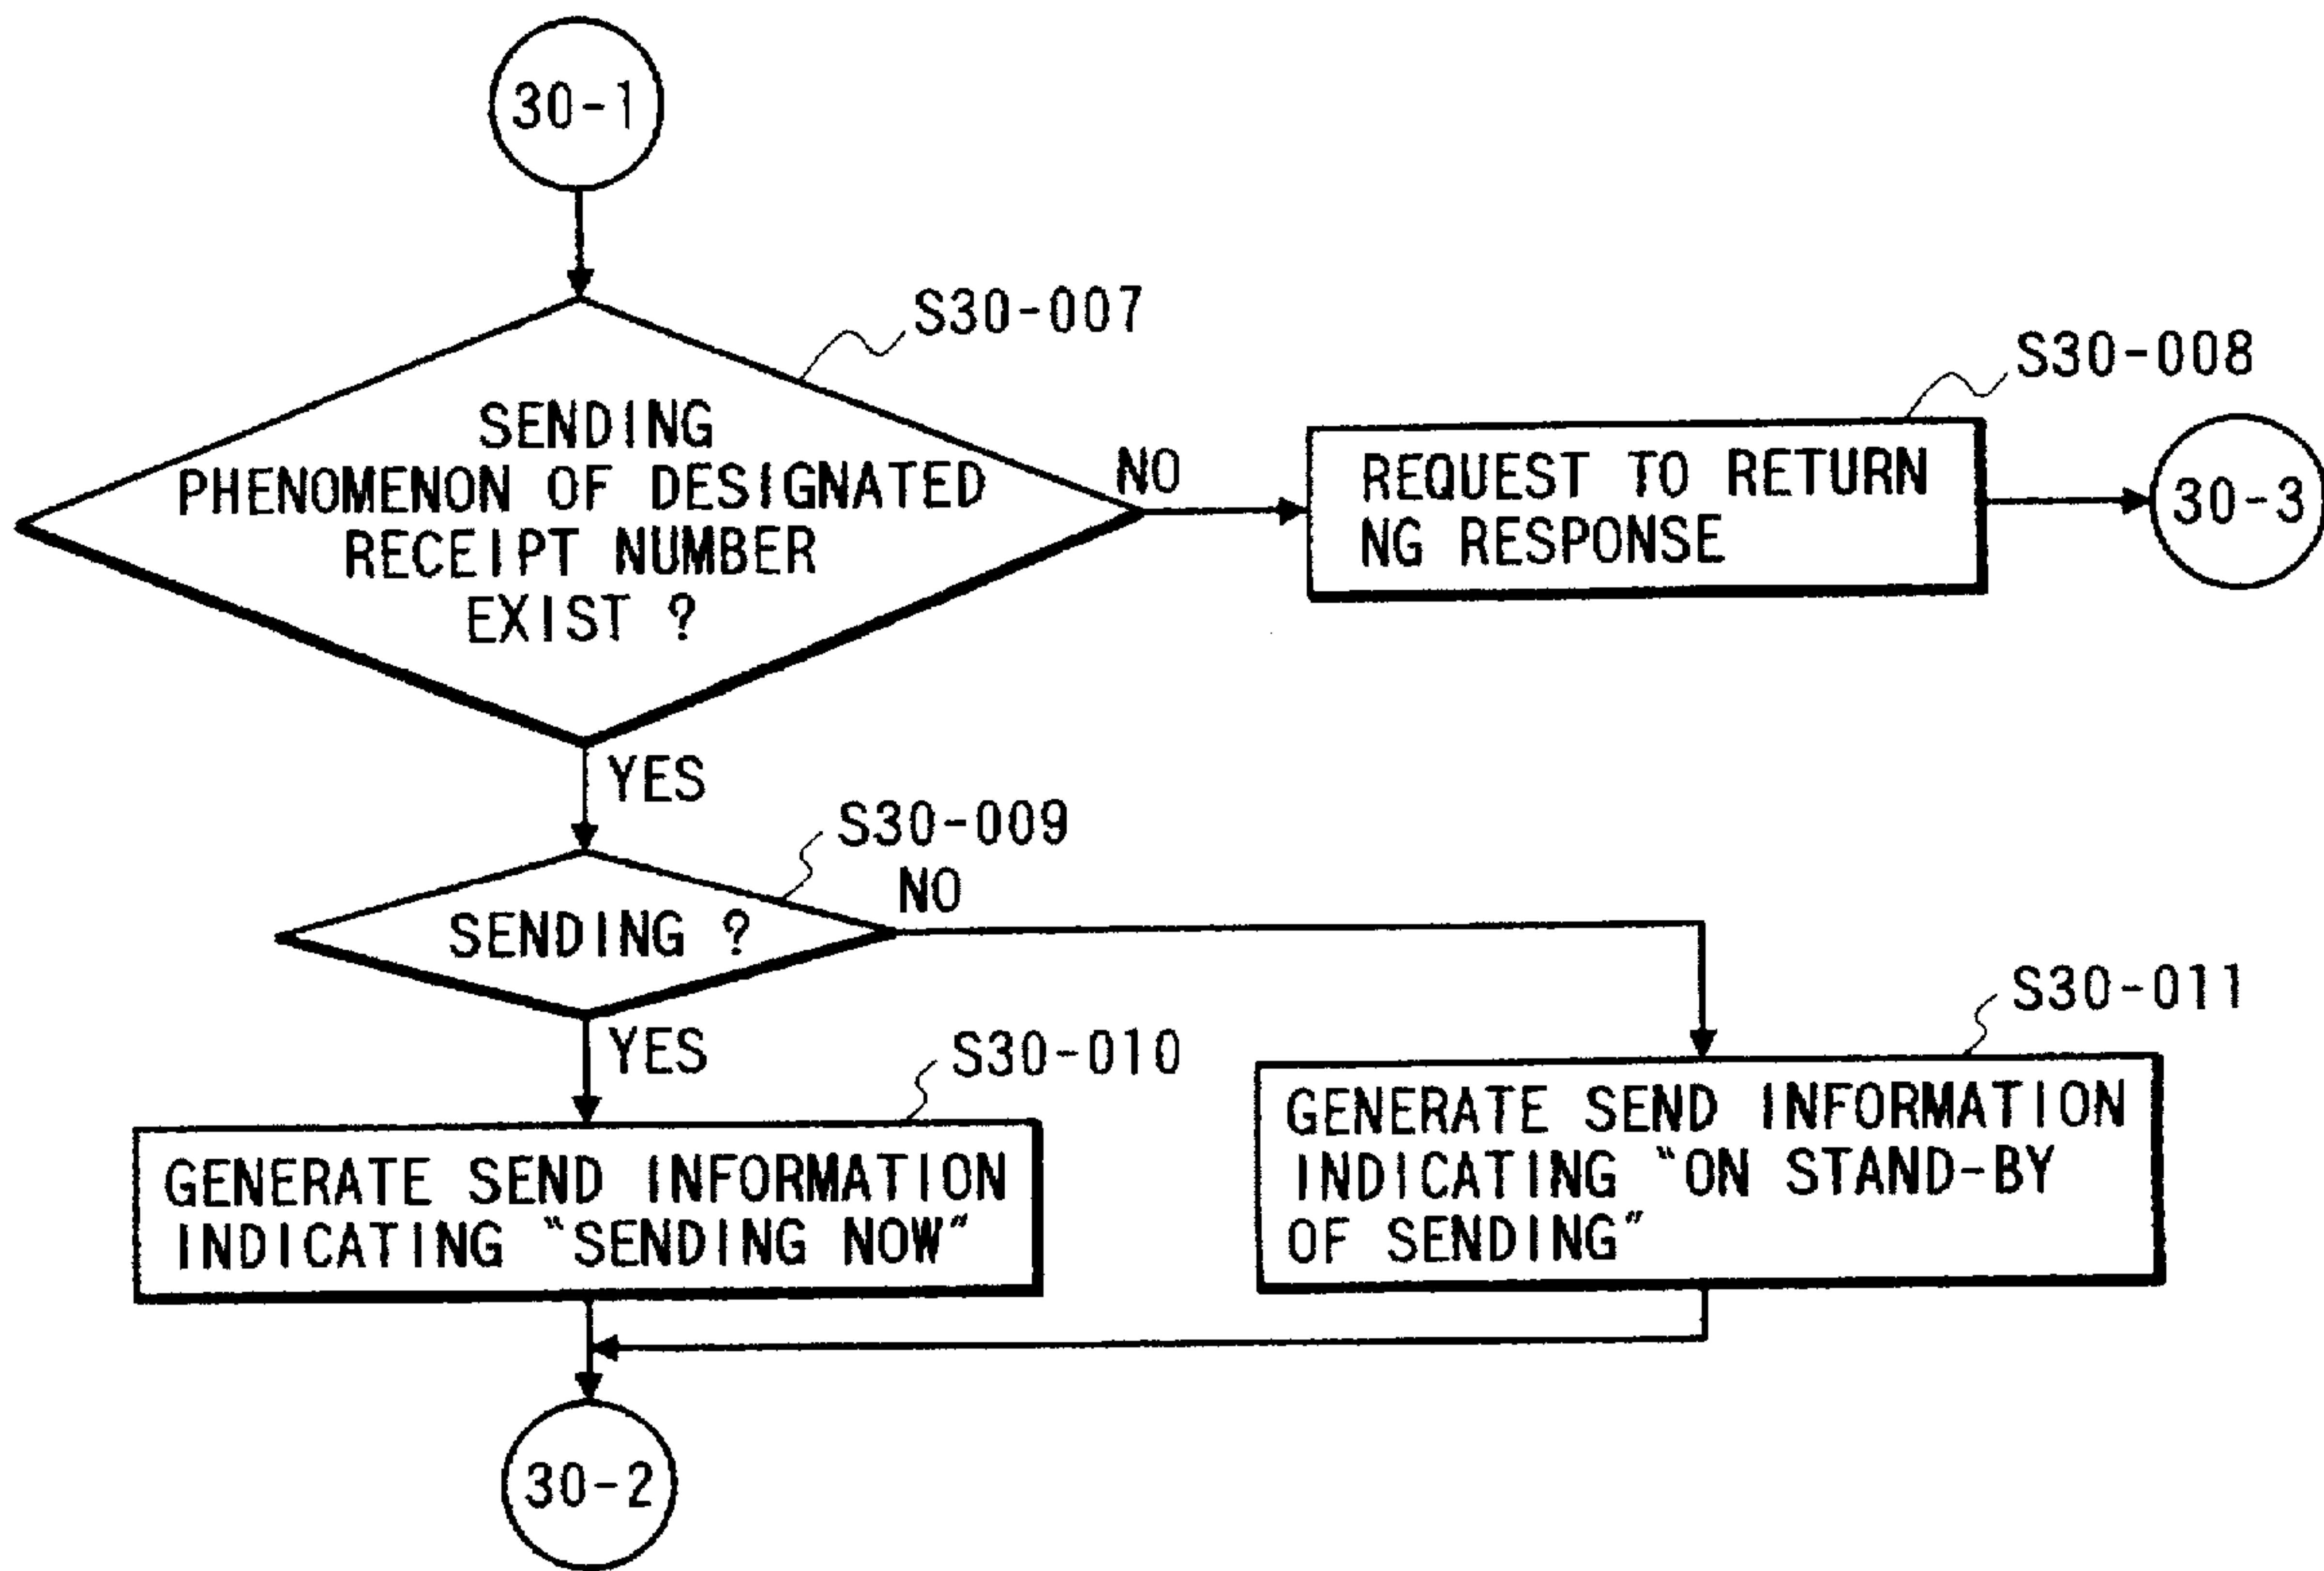 30-1
S30-007
SENDING
PHENOMENON OF DESIGNATED
RECEIPT NUMBER
EXIST ?
NO
S30-008
REQUEST TO RETURN
NG RESPONSE
30-3
YES
S30-009
SENDING ?
NO
YES
S30-010
GENERATE SEND INFORMATION
INDICATING "SENDING NOW"
S30-011
GENERATE SEND INFORMATION
INDICATING "ON STAND-BY
OF SENDING"
30-2